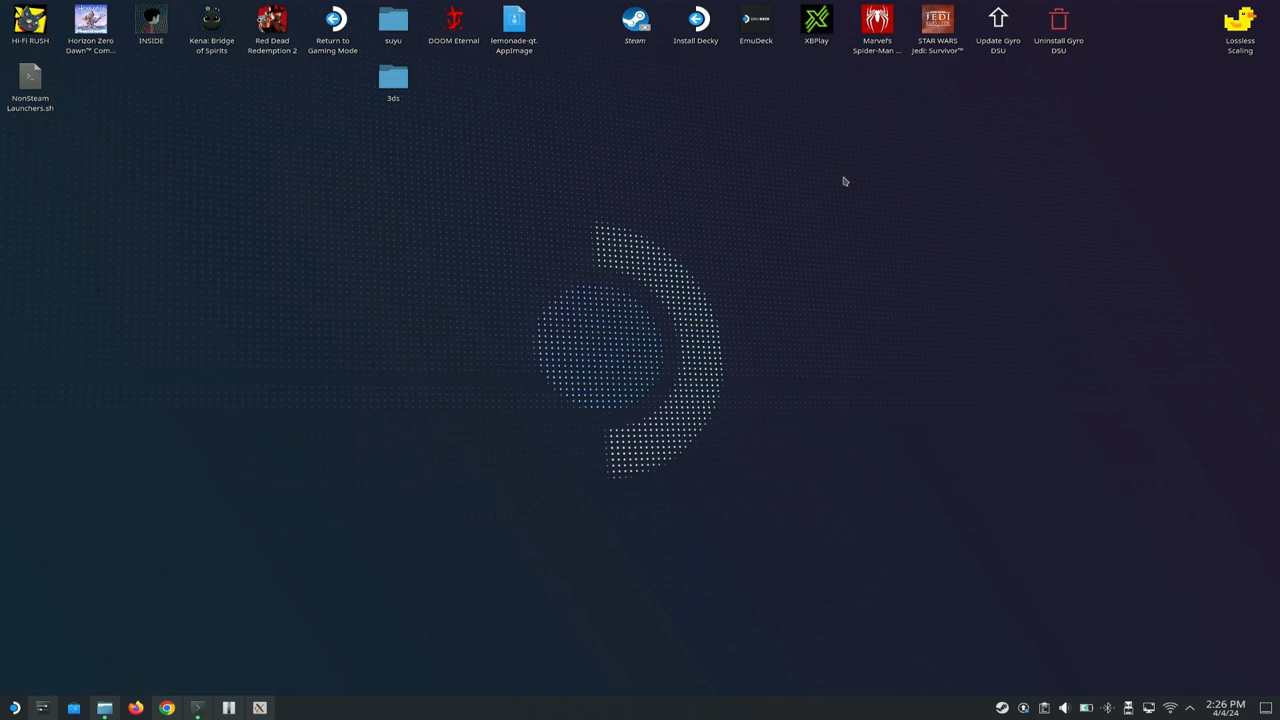 HI-FI RUSH
Horizon Zero
Dawn™ Com...
INSIDE
Kena: Bridge
of Spirits
Red Dead
Redemption 2
Return to
Gaming Mode
suyu
DOOM Eternal
lemonade-qt.
AppImage
Steam
Install Decky
EmuDeck
XBPlay
Marvel's
Spider-Man ...
STAR WARS
Jedi: Survivor™
Update Gyro
DSU
Uninstall Gyro
DSU
Lossless
Scaling
NonSteam
Launchers.sh
3ds
2:26 PM
4/4/24